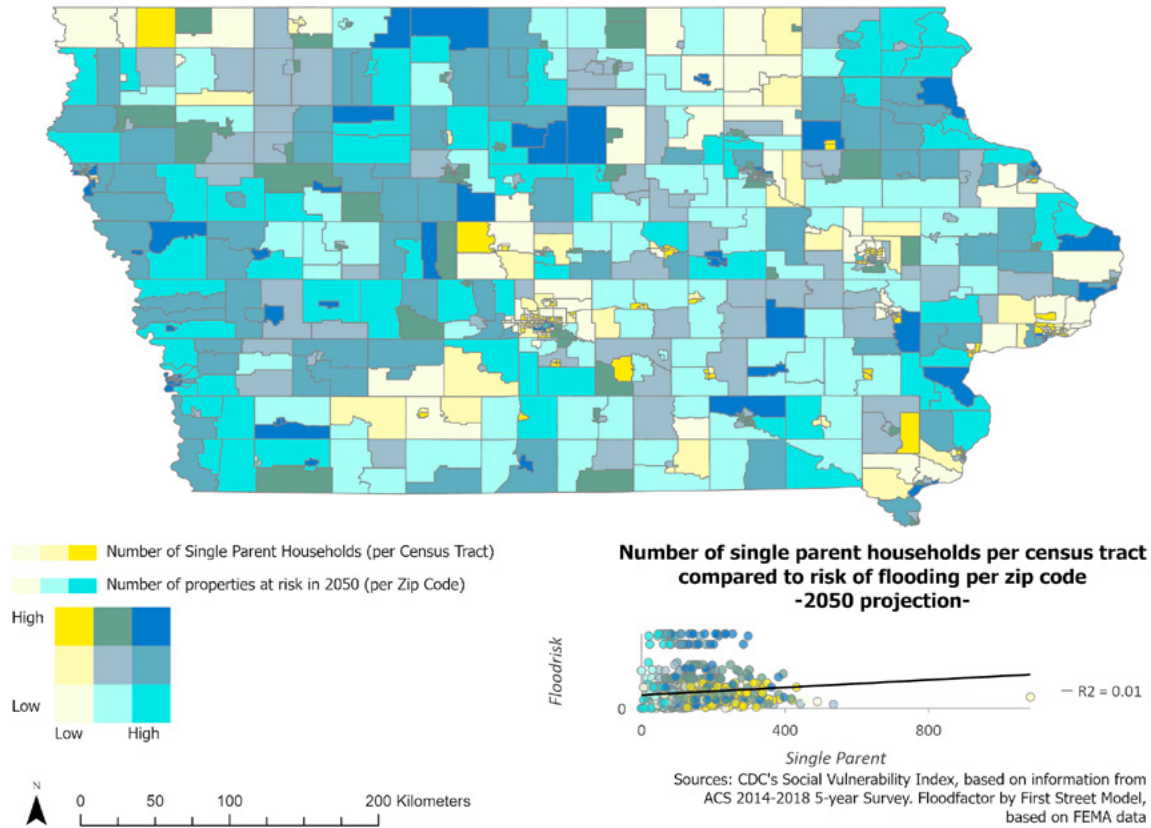 Number of Single Parent Households (per Census Tract)
Number of properties at risk in 2050 (per Zip Code)
High
Low
Low
High
N
0
50
100
200 Kilometers
Number of single parent households per census tract
compared to risk of flooding per zip code
-2050 projection-
Floodrisk
0
0
400
800
R2 = 0.01
Single Parent
Sources: CDC's Social Vulnerability Index, based on information from
ACS 2014-2018 5-year Survey. Floodfactor by First Street Model,
based on FEMA data